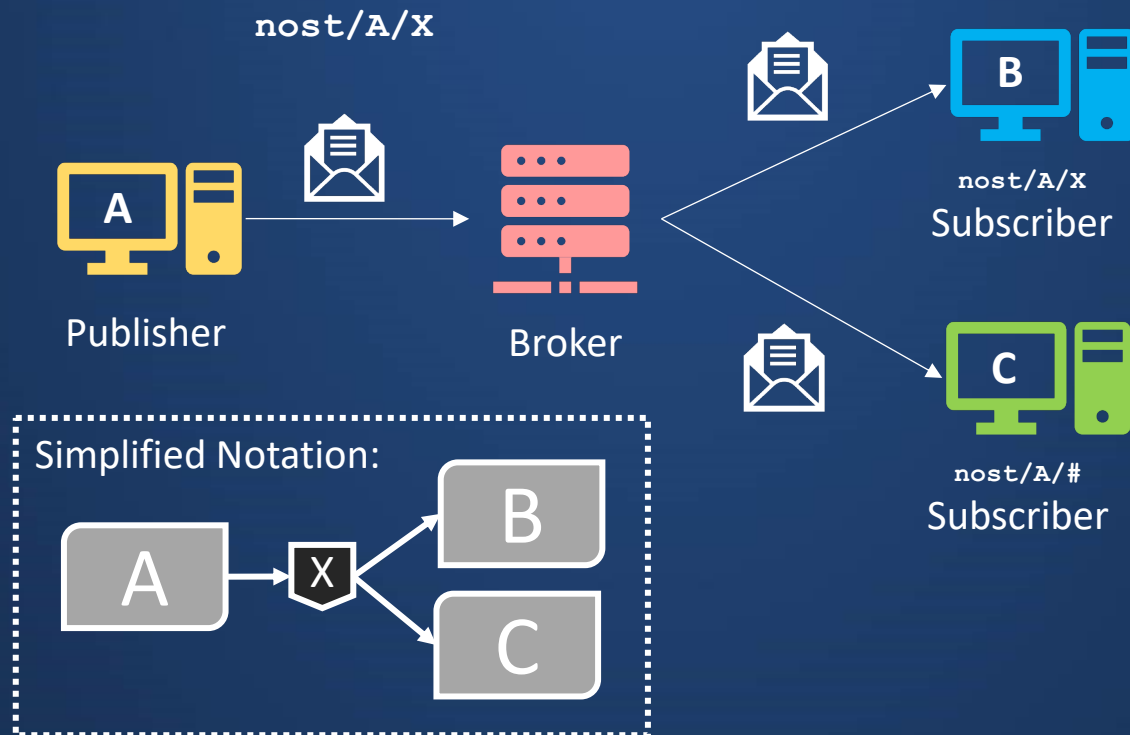 nost/A/X
A
Publisher
Broker
B
nost/A/X
Subscriber
C
nost/A/#
Subscriber
Simplified Notation:
A
X
B
C